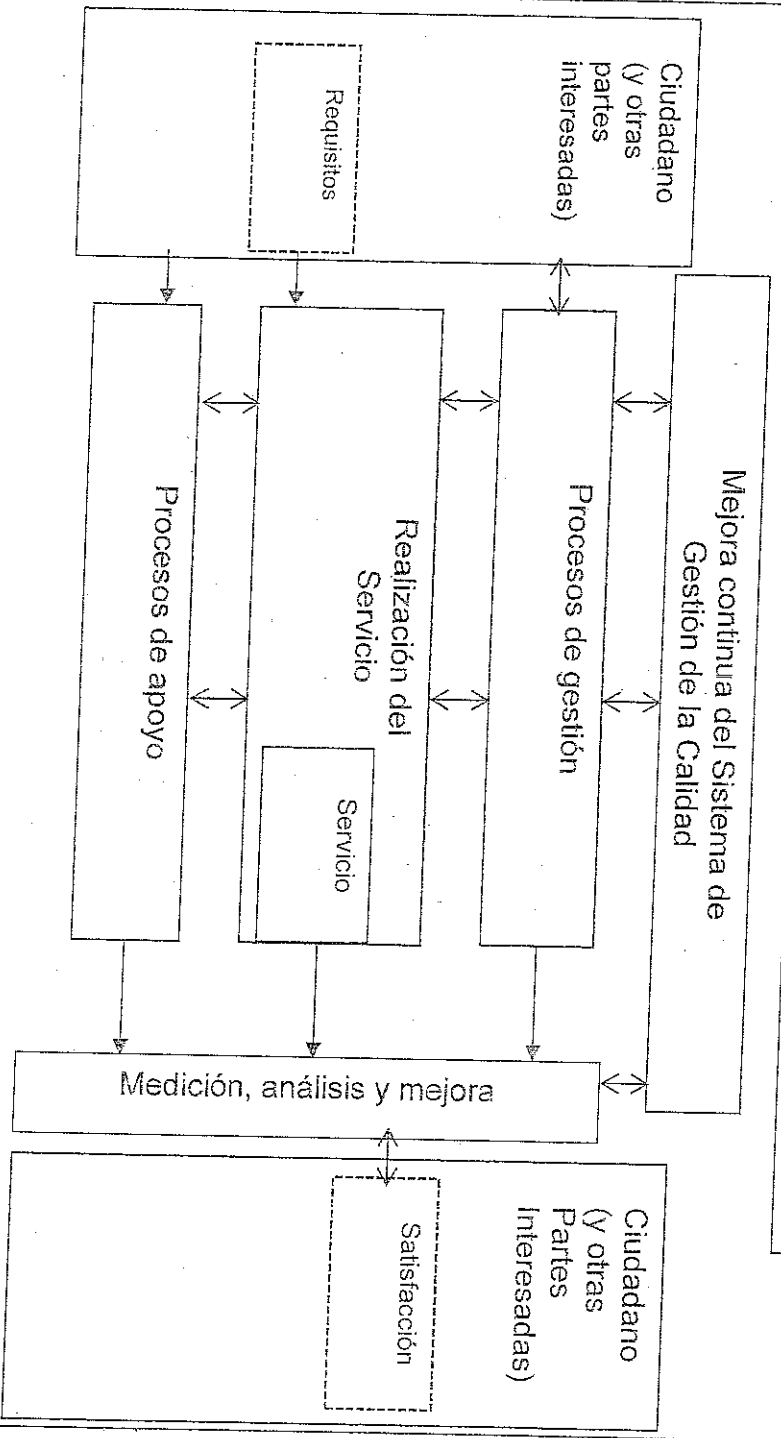 Mejora continua del Sistema de
Gestión de la Calidad
Ciudadano
(y otras
partes
interesadas)
Requisitos
Procesos de gestión
Realización del
Servicio
Servicio
Procesos de apoyo
Medición, análisis y mejora
Ciudadano
(y otras
Partes
Interesadas)
Satisfacción